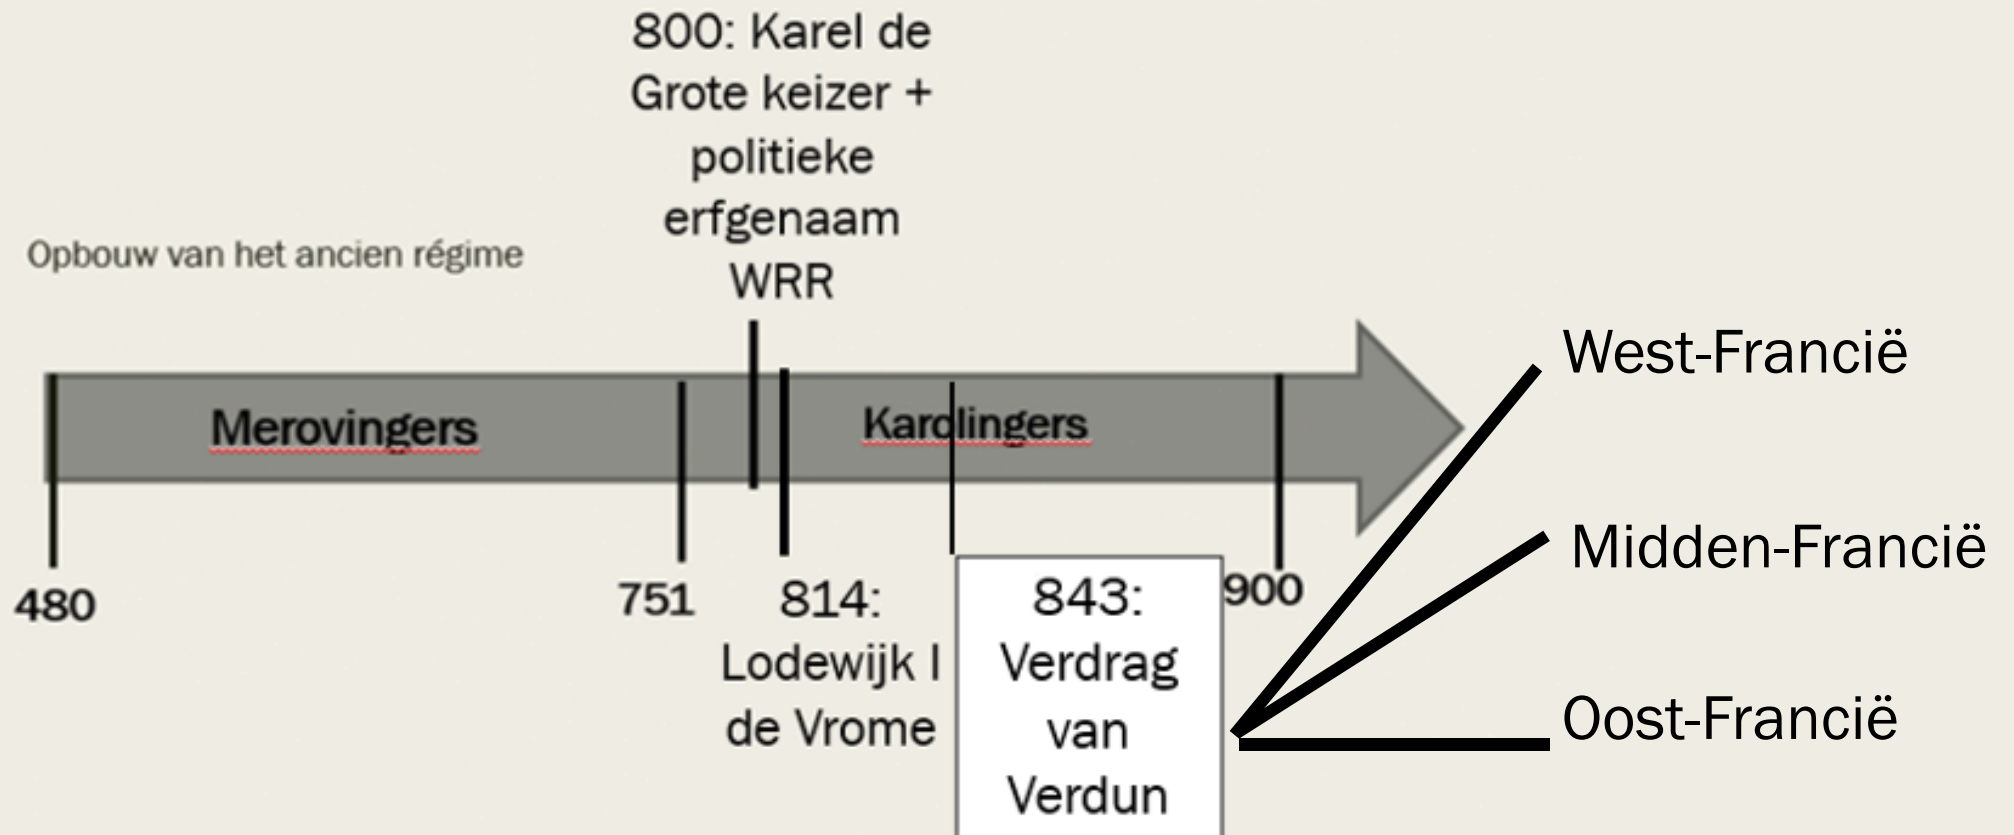 800: Karel de
Grote keizer +
politieke
erfgenaam
WRR
Opbouw van het ancien régime
Merovingers
Karolingers
480
751
814:
Lodewijk I
de Vrome
843:
Verdrag
van
Verdun
900
West-Francië
Midden-Francië
Oost-Francië